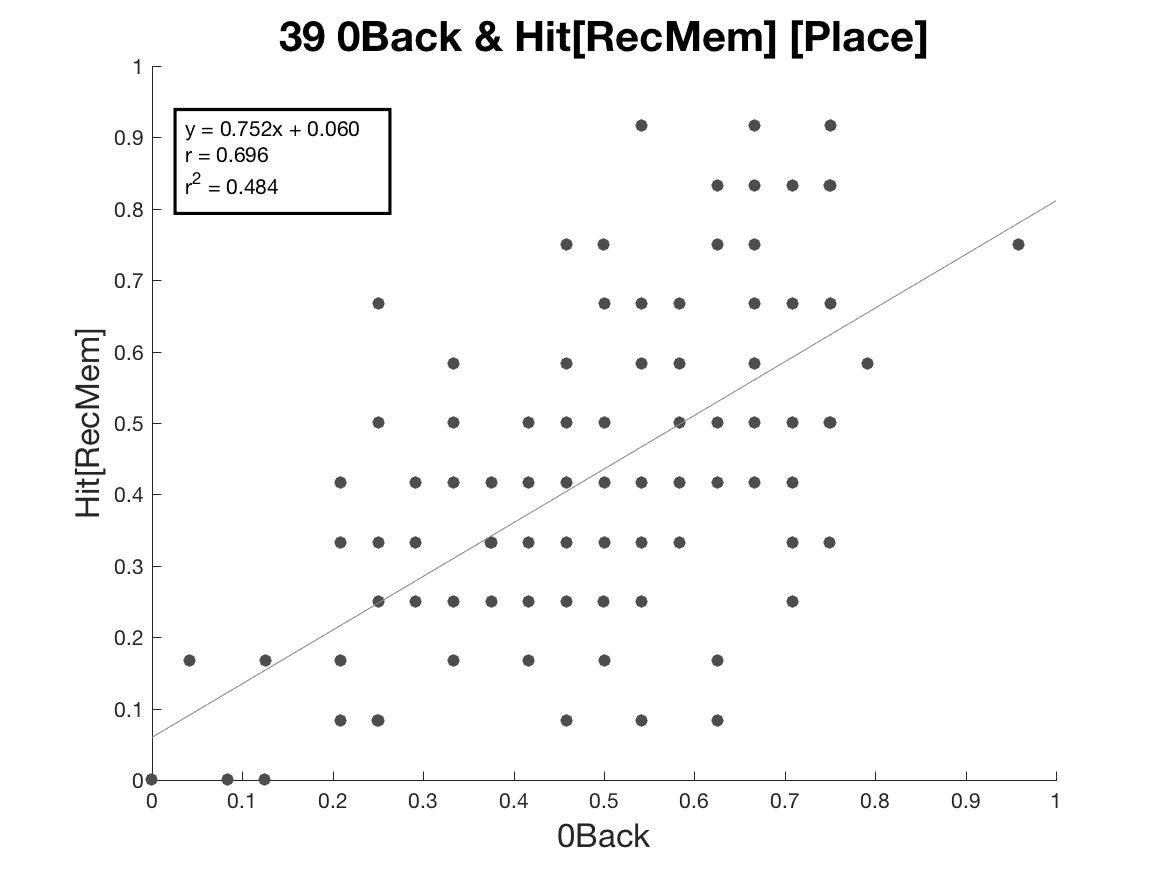 39 0Back & Hit[RecMem] [Place]
y = 0.752x + 0.060
r = 0.696
r² = 0.484
Hit[RecMem]
1
0.9
0.8
0.7
0.6
0.5
0.4
0.3
0.2
0.1
0
0 0.1 0.2 0.3 0.4 0.5 0.6 0.7 0.8 0.9 1
0Back